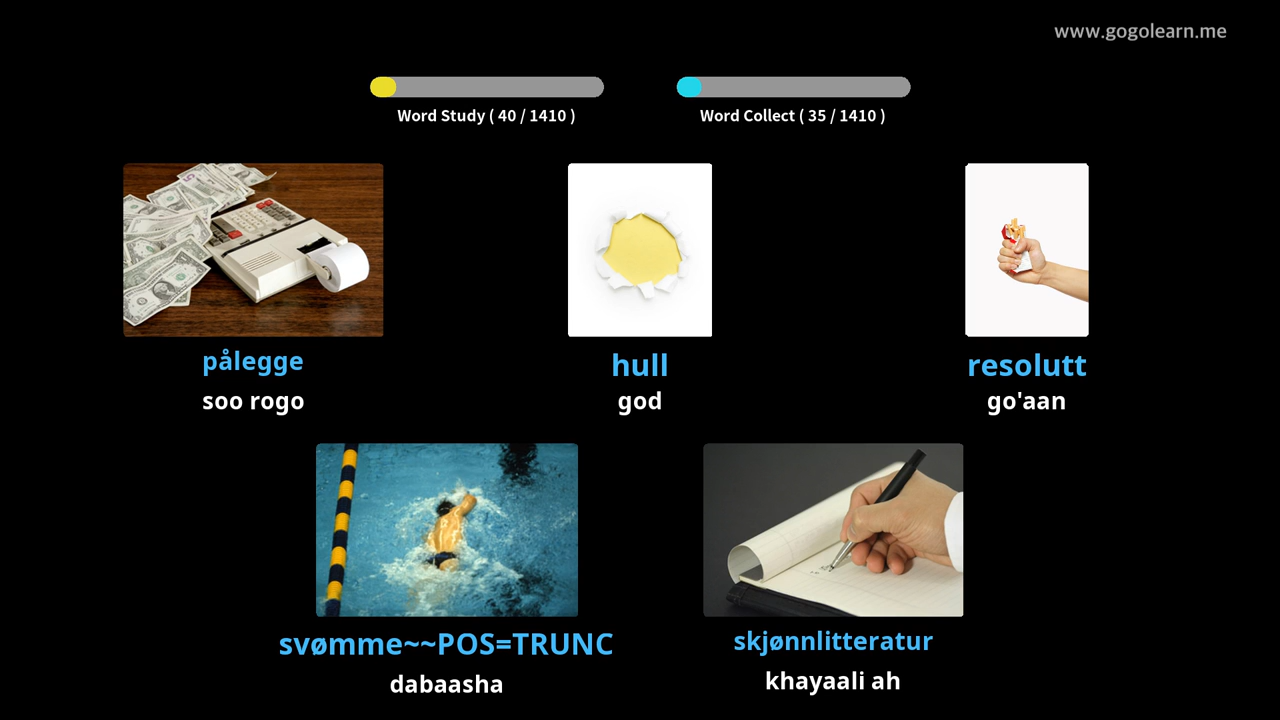 www.gogolearn.me
Word Study ( 40 / 1410 )
Word Collect ( 35 / 1410 )
pålegge
soo rogo
hull
god
resolutt
go'aan
svømme~~POS=TRUNC
dabaasha
skjønnlitteratur
khayaali ah